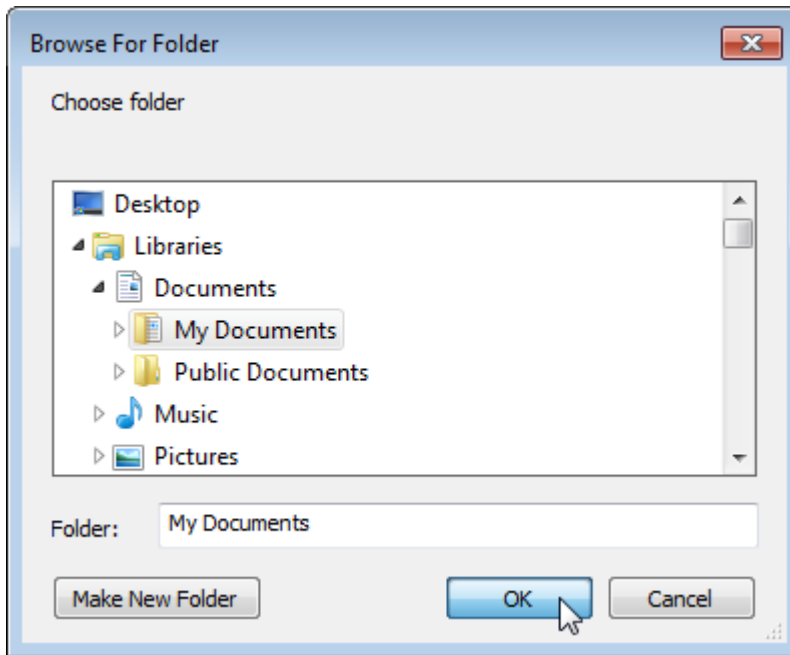 Browse For Folder
Choose folder
Desktop
Libraries
Documents
My Documents
Public Documents
Music
Pictures
Folder: My Documents
Make New Folder OK Cancel